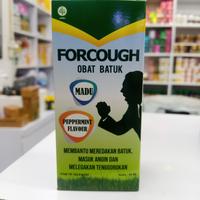 FORCOUGH
OBAT BATUK
MADU
PEPPERMINT
FLAVOUR
MEMBANTU MEREDAKAN BATUK,
MASUK ANGIN DAN
MELEGAKAN TENGGOROKAN